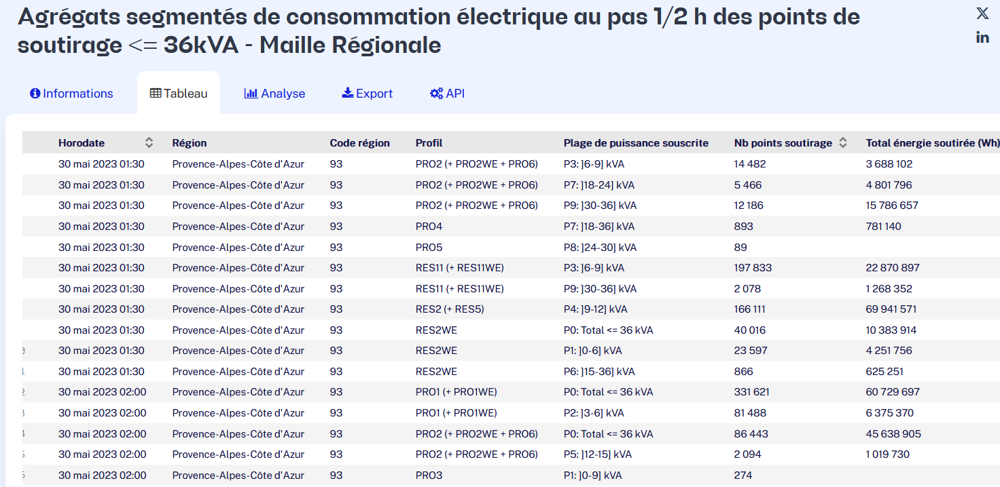 Agrégats segmentés de consommation électrique au pas 1/2 h des points de
soutirage <= 36kVA - Maille Régionale
Informations Tableau Analyse Export API
Horodate Région Code région Profil Plage de puissance souscrite Nb points soutirage Total énergie soutirée (Wh)
30 mai 2023 01:30 Provence-Alpes-Côte d'Azur 93 PRO2 (+ PRO2WE + PRO6) P3: ]6-9] kVA 14 482 3 688 102
30 mai 2023 01:30 Provence-Alpes-Côte d'Azur 93 PRO2 (+ PRO2WE + PRO6) P7: ]18-24] kVA 5 466 4 801 796
30 mai 2023 01:30 Provence-Alpes-Côte d'Azur 93 PRO2 (+ PRO2WE + PRO6) P9: ]30-36] kVA 12 186 15 786 657
30 mai 2023 01:30 Provence-Alpes-Côte d'Azur 93 PRO4 P7: ]18-36] kVA 893 781 140
30 mai 2023 01:30 Provence-Alpes-Côte d'Azur 93 PRO5 P8: ]24-30] kVA 89
30 mai 2023 01:30 Provence-Alpes-Côte d'Azur 93 RES11 (+ RES11WE) P3: ]6-9] kVA 197 833 22 870 897
30 mai 2023 01:30 Provence-Alpes-Côte d'Azur 93 RES11 (+ RES11WE) P9: ]30-36] kVA 2 078 1 268 352
30 mai 2023 01:30 Provence-Alpes-Côte d'Azur 93 RES2 (+ RES5) P4: ]9-12] kVA 166 111 69 941 571
30 mai 2023 01:30 Provence-Alpes-Côte d'Azur 93 RES2WE P0: Total <= 36 kVA 40 016 10 383 914
30 mai 2023 01:30 Provence-Alpes-Côte d'Azur 93 RES2WE P1: ]0-6] kVA 23 597 4 251 756
30 mai 2023 01:30 Provence-Alpes-Côte d'Azur 93 RES2WE P6: ]15-36] kVA 866 625 251
30 mai 2023 02:00 Provence-Alpes-Côte d'Azur 93 PRO1 (+ PRO1WE) P0: Total <= 36 kVA 331 621 60 729 697
30 mai 2023 02:00 Provence-Alpes-Côte d'Azur 93 PRO1 (+ PRO1WE) P2: ]3-6] kVA 81 488 6 375 370
30 mai 2023 02:00 Provence-Alpes-Côte d'Azur 93 PRO2 (+ PRO2WE + PRO6) P0: Total <= 36 kVA 86 443 45 638 905
30 mai 2023 02:00 Provence-Alpes-Côte d'Azur 93 PRO2 (+ PRO2WE + PRO6) P5: ]12-15] kVA 2 094 1 019 730
30 mai 2023 02:00 Provence-Alpes-Côte d'Azur 93 PRO3 P1: ]0-9] kVA 274